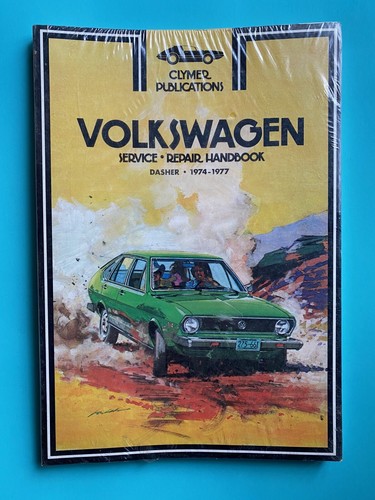 CLYMER
PUBLICATIONS
VOLKSWAGEN
SERVICE • REPAIR HANDBOOK
DASHER • 1974-1977